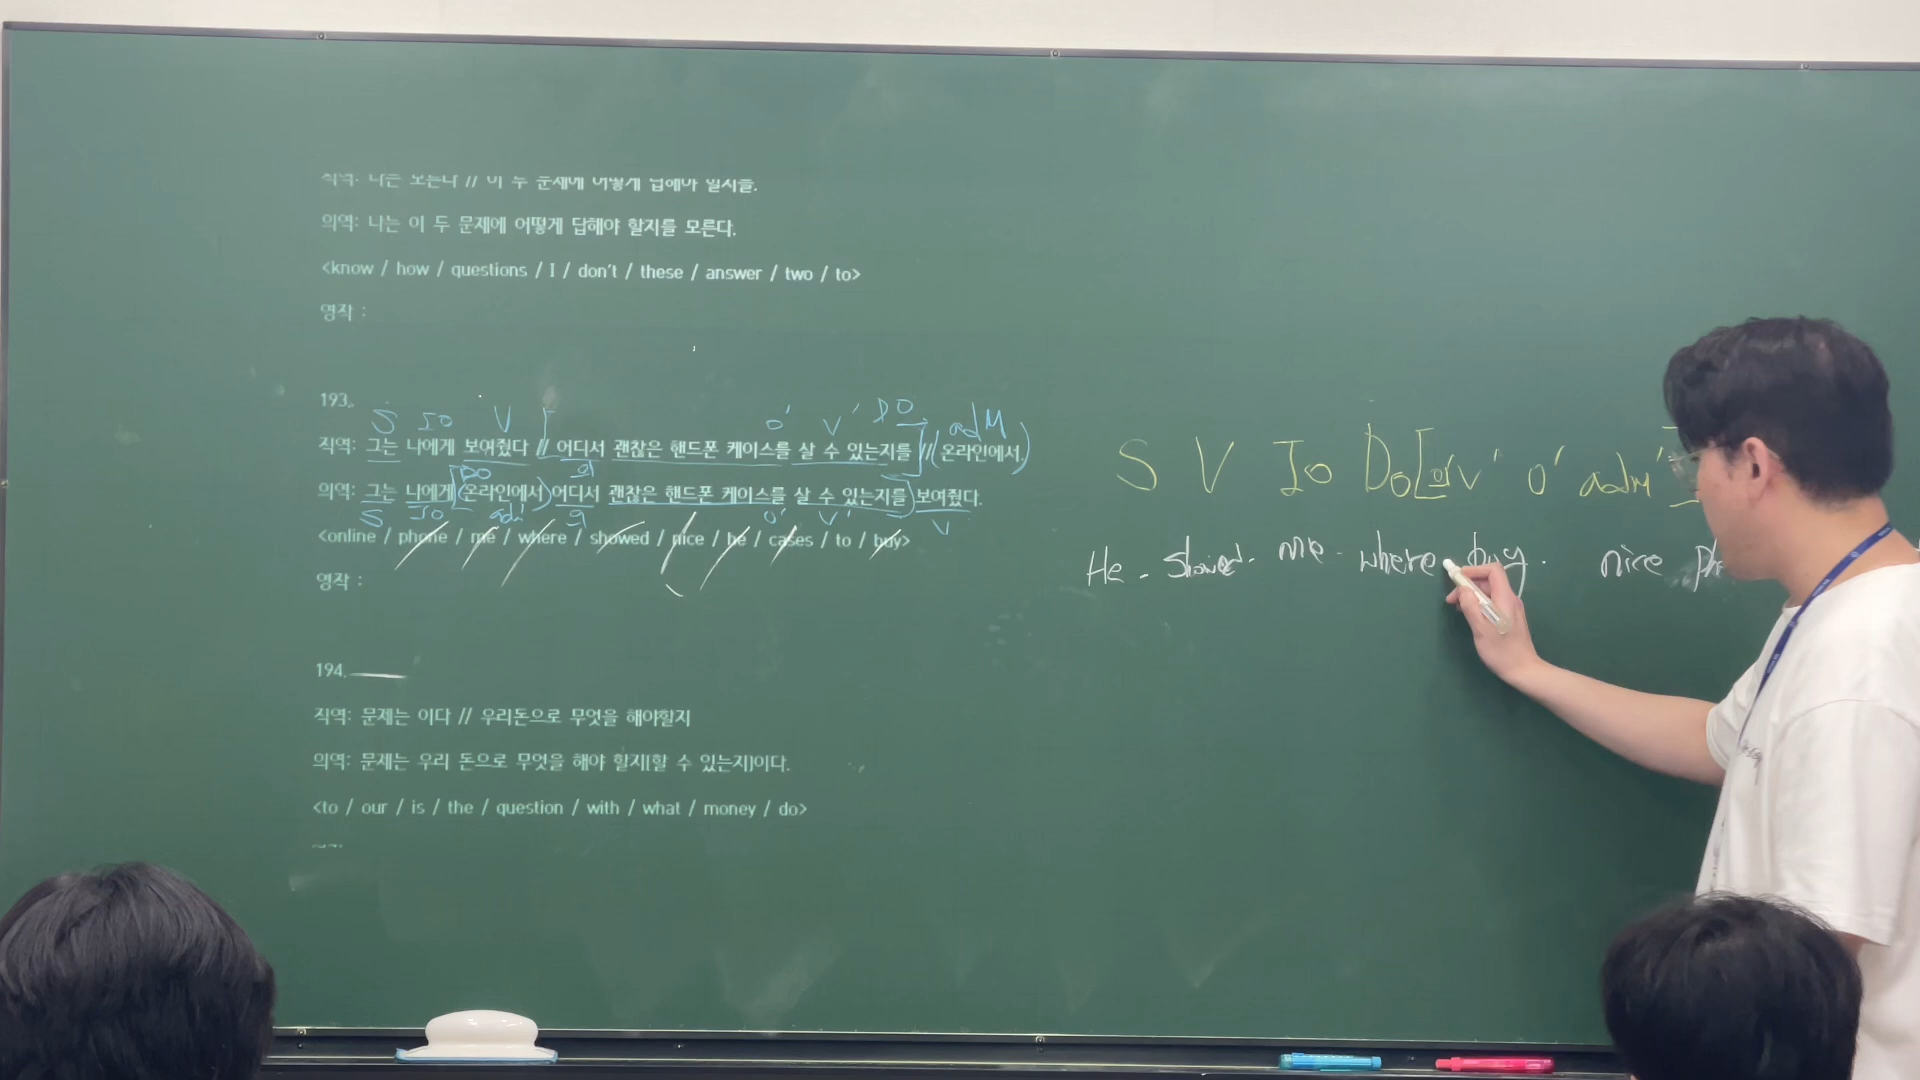 직역: 나는 모른다 // 이 두 문제에 어떻게 답해야 할지를.
의역: 나는 이 두 문제에 어떻게 답해야 할지를 모른다.
<know / how / questions / I / don't / these / answer / two / to>
영작 :
193.
S IO V [ O' V' DO ] adM
직역: 그는 나에게 보여줬다 // 어디서 괜찮은 핸드폰 케이스를 살 수 있는지를 // (온라인에서.)
DO
의역: 그는 나에게 (온라인에서) 어디서 괜찮은 핸드폰 케이스를 살 수 있는지를 보여줬다.
S IO adm' 의 O' V' V
<online / phone / me / where / showed / nice / he / cases / to / buy>
영작 :
194.
직역: 문제는 이다 // 우리돈으로 무엇을 해야할지
의역: 문제는 우리 돈으로 무엇을 해야 할지[할 수 있는지]이다.
<to / our / is / the / question / with / what / money / do>
S V IO DO[의 V' O' adm']
He showed me where buy. nice